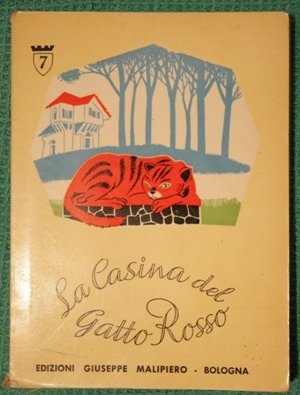 7
La Casina del
Gatto Rosso
EDIZIONI GIUSEPPE MALIPIERO - BOLOGNA